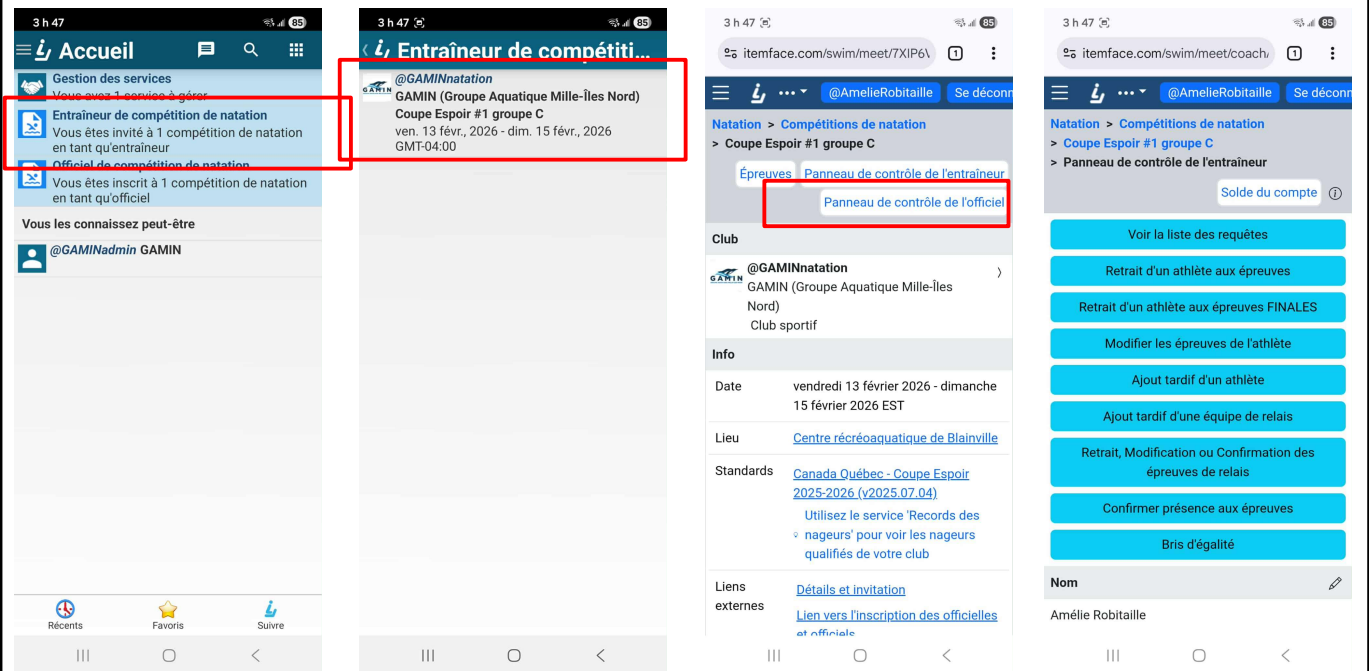 3 h 47
85
Accueil
Gestion des services
Vous avez 1 service à gérer
Entraîneur de compétition de natation
Vous êtes invité à 1 compétition de natation
en tant qu'entraîneur
Officiel de compétition de natation
Vous êtes inscrit à 1 compétition de natation
en tant qu'officiel
Vous les connaissez peut-être
@GAMINadmin GAMIN
Récents
Favoris
Suivre
3 h 47
85
Entraîneur de compétiti...
GAMIN
@GAMINnatation
GAMIN (Groupe Aquatique Mille-Îles Nord)
Coupe Espoir #1 groupe C
ven. 13 févr., 2026 - dim. 15 févr., 2026
GMT-04:00
3 h 47
85
itemface.com/swim/meet/7XIP6\
1
@AmelieRobitaille
Se déconn
Natation > Compétitions de natation
> Coupe Espoir #1 groupe C
Épreuves
Panneau de contrôle de l'entraîneur
Panneau de contrôle de l'officiel
Club
GAMIN
@GAMINnatation
GAMIN (Groupe Aquatique Mille-Îles
Nord)
Club sportif
Info
Date
vendredi 13 février 2026 - dimanche
15 février 2026 EST
Lieu
Centre récréoaquatique de Blainville
Standards
Canada Québec - Coupe Espoir
2025-2026 (v2025.07.04)
Utilisez le service 'Records des
nageurs' pour voir les nageurs
qualifiés de votre club
Liens
externes
Détails et invitation
Lien vers l'inscription des officielles
et officiels
3 h 47
85
itemface.com/swim/meet/coach/
1
@AmelieRobitaille
Se déconn
Natation > Compétitions de natation
> Coupe Espoir #1 groupe C
> Panneau de contrôle de l'entraîneur
Solde du compte
Voir la liste des requêtes
Retrait d'un athlète aux épreuves
Retrait d'un athlète aux épreuves FINALES
Modifier les épreuves de l'athlète
Ajout tardif d'un athlète
Ajout tardif d'une équipe de relais
Retrait, Modification ou Confirmation des
épreuves de relais
Confirmer présence aux épreuves
Bris d'égalité
Nom
Amélie Robitaille